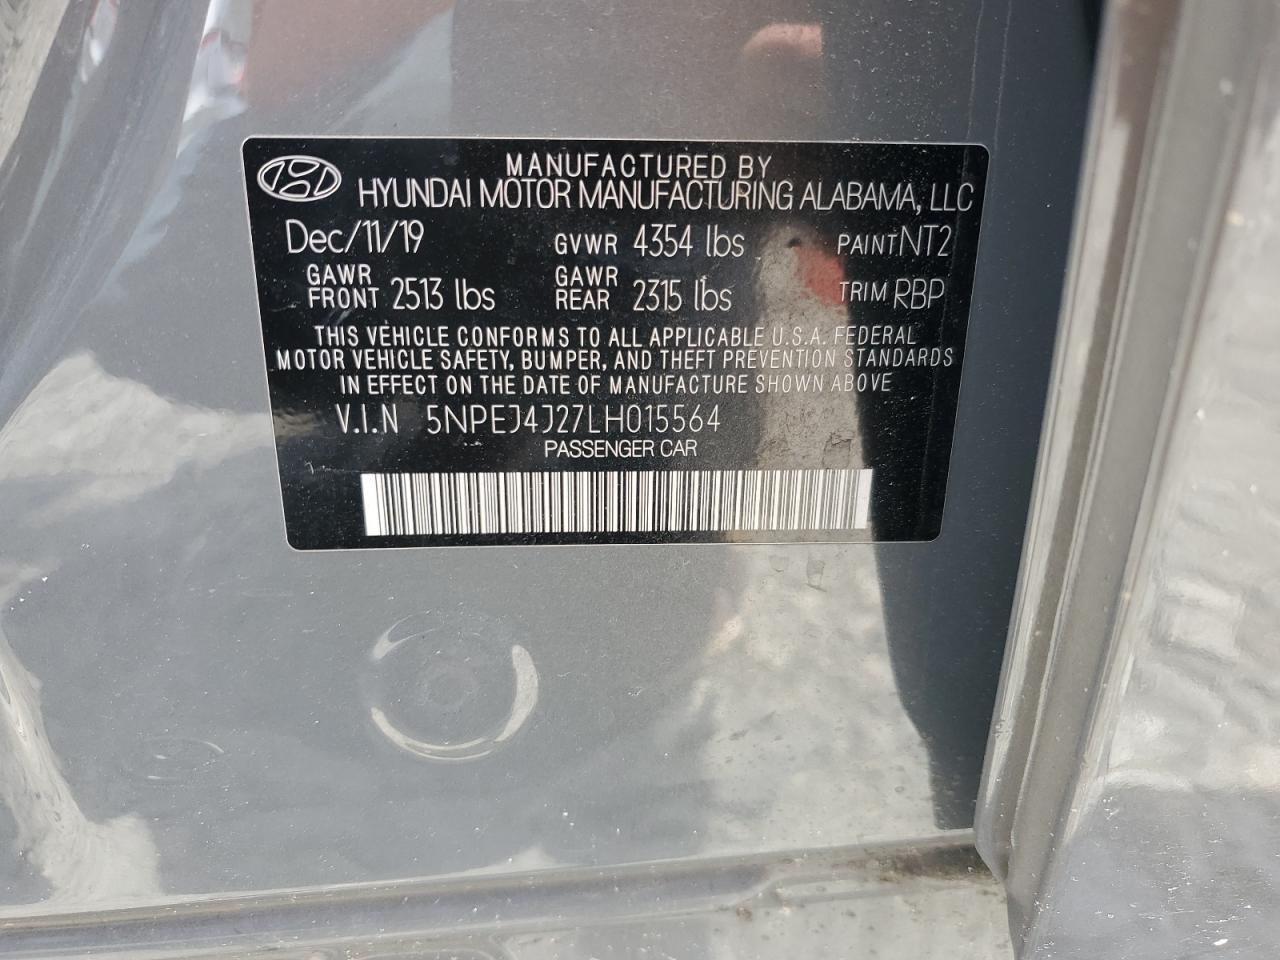 MANUFACTURED BY
HYUNDAI MOTOR MANUFACTURING ALABAMA, LLC
Dec/11/19 GVWR 4354 lbs PAINT NT2
GAWR FRONT 2513 lbs GAWR REAR 2315 lbs TRIM RBP
THIS VEHICLE CONFORMS TO ALL APPLICABLE U.S.A. FEDERAL
MOTOR VEHICLE SAFETY, BUMPER, AND THEFT PREVENTION STANDARDS
IN EFFECT ON THE DATE OF MANUFACTURE SHOWN ABOVE
V.I.N 5NPEJ4J27LH015564
PASSENGER CAR